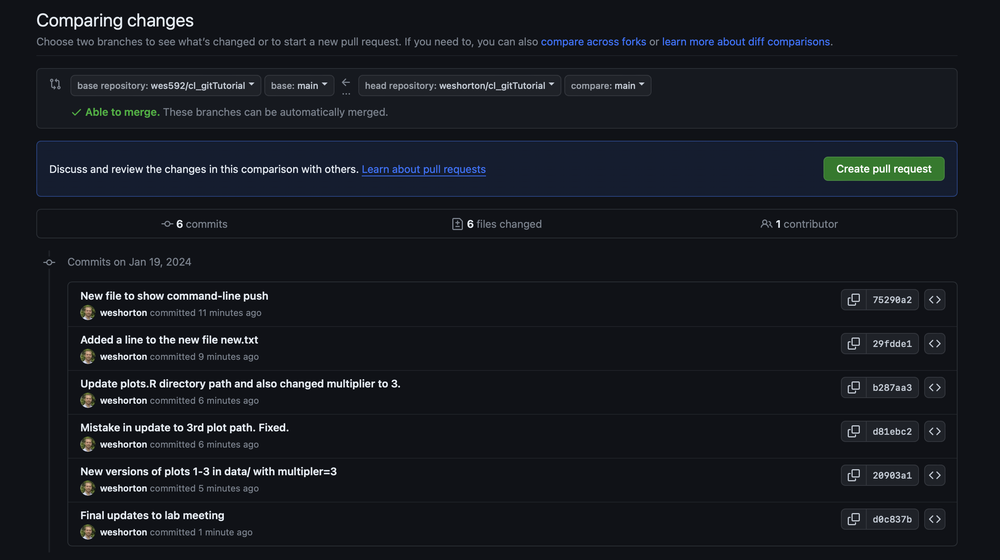 Comparing changes
Choose two branches to see what’s changed or to start a new pull request. If you need to, you can also compare across forks or learn more about diff comparisons.
base repository: wes592/cl_gitTutorial base: main ... head repository: weshorton/cl_gitTutorial compare: main
Able to merge. These branches can be automatically merged.
Discuss and review the changes in this comparison with others. Learn about pull requests Create pull request
6 commits 6 files changed 1 contributor
Commits on Jan 19, 2024
New file to show command-line push
75290a2
weshorton committed 11 minutes ago
Added a line to the new file new.txt
29fdde1
weshorton committed 9 minutes ago
Update plots.R directory path and also changed multiplier to 3.
b287aa3
weshorton committed 6 minutes ago
Mistake in update to 3rd plot path. Fixed.
d81ebc2
weshorton committed 6 minutes ago
New versions of plots 1-3 in data/ with multipler=3
20903a1
weshorton committed 5 minutes ago
Final updates to lab meeting
d0c837b
weshorton committed 1 minute ago